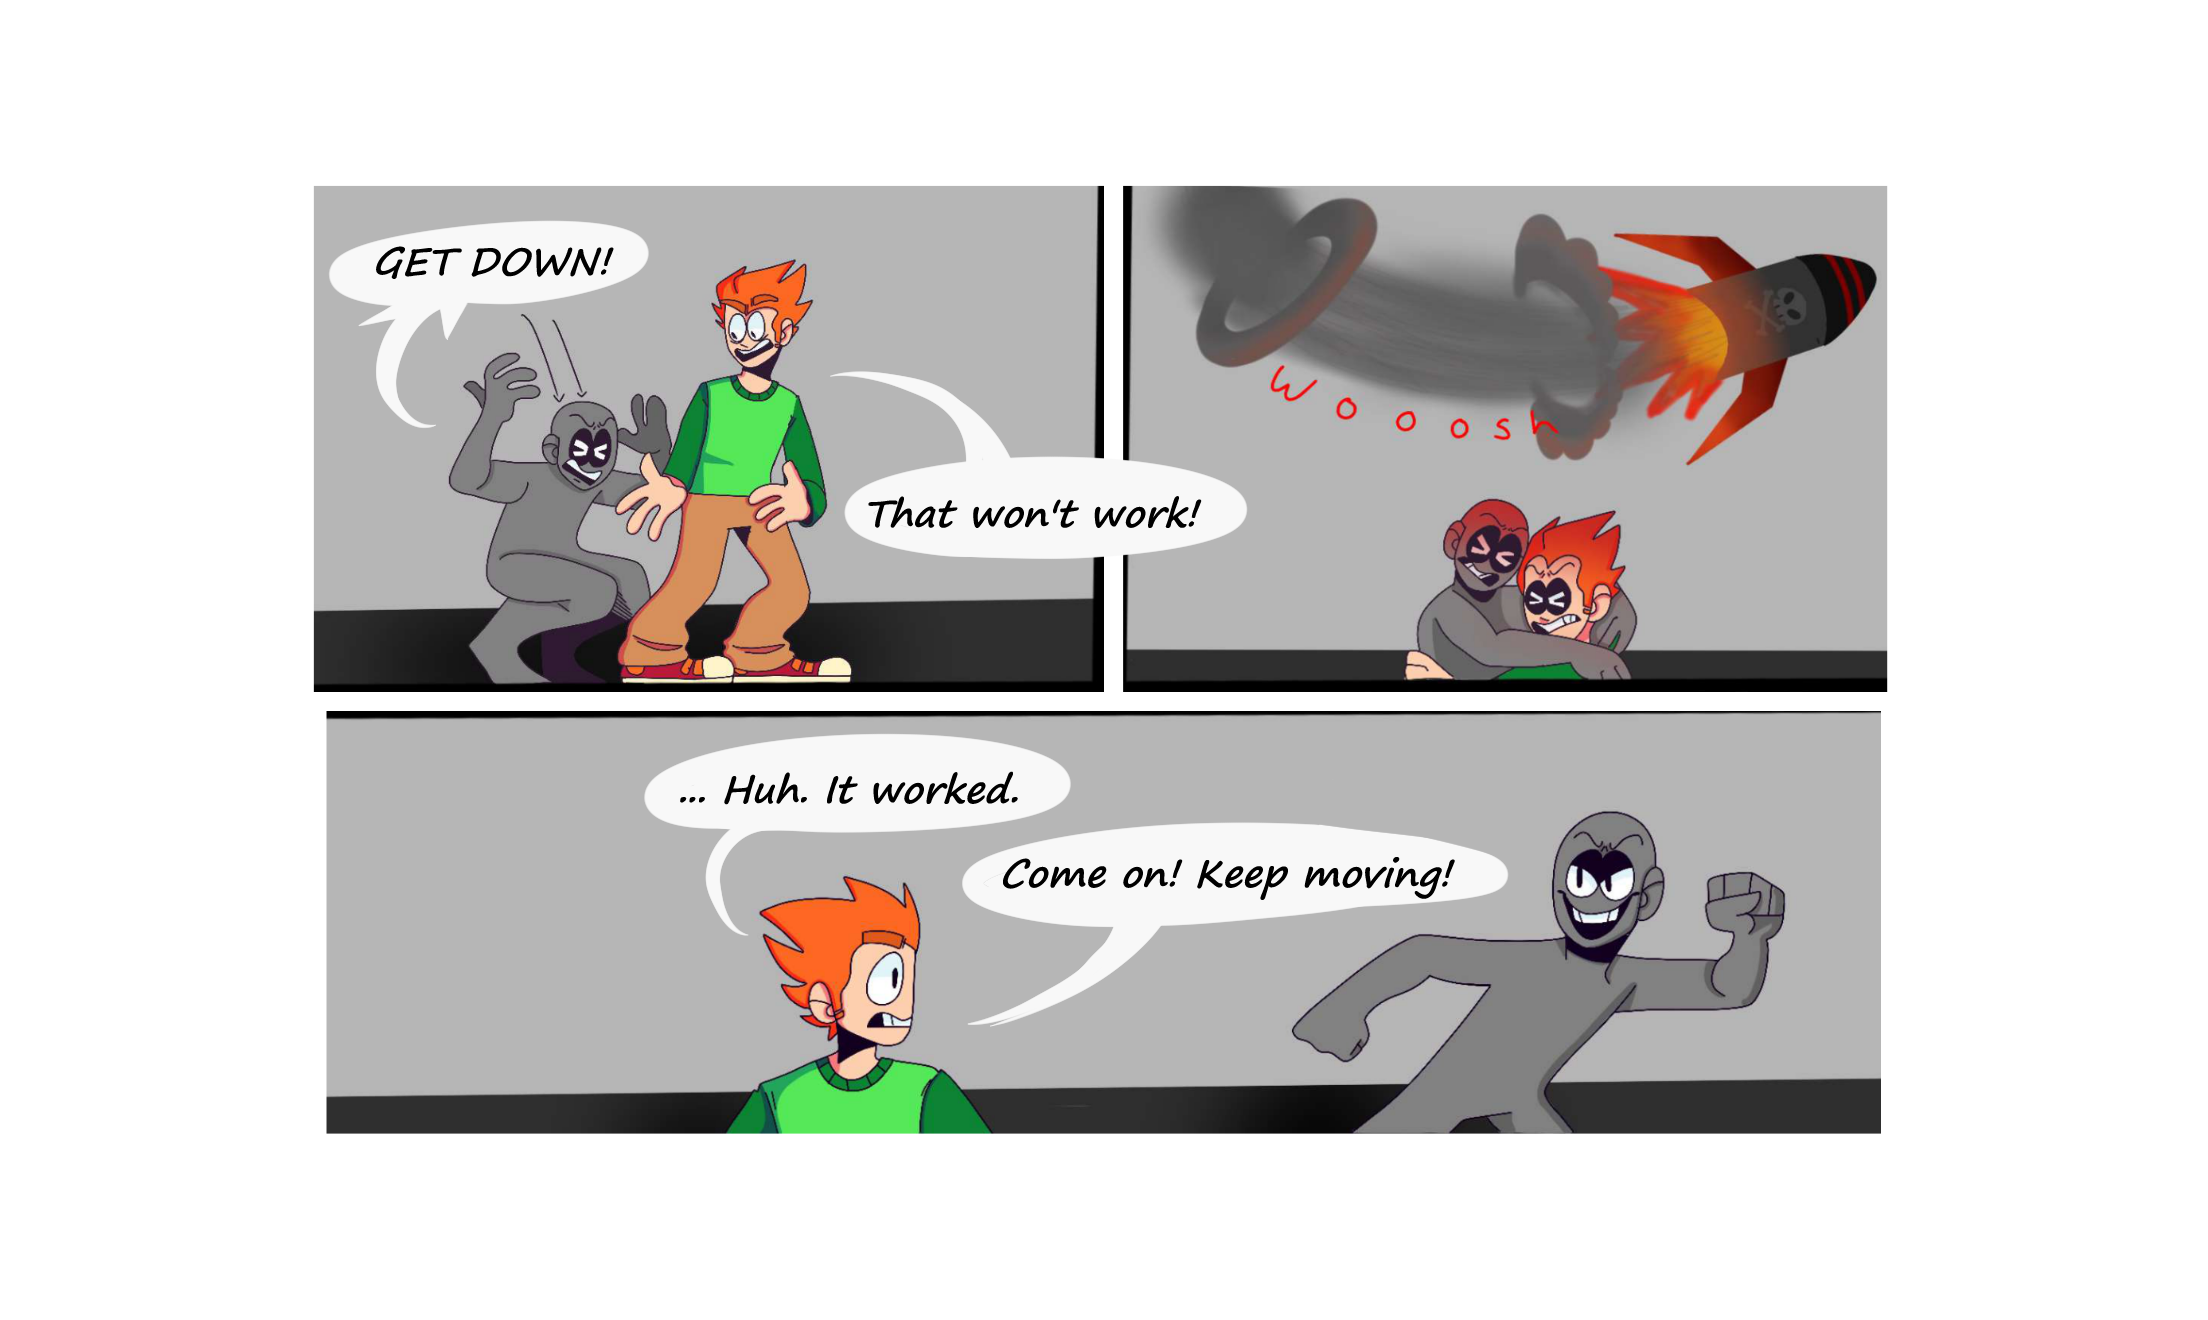 GET DOWN!
That won't work!
Wooosh
... Huh. It worked.
Come on! Keep moving!